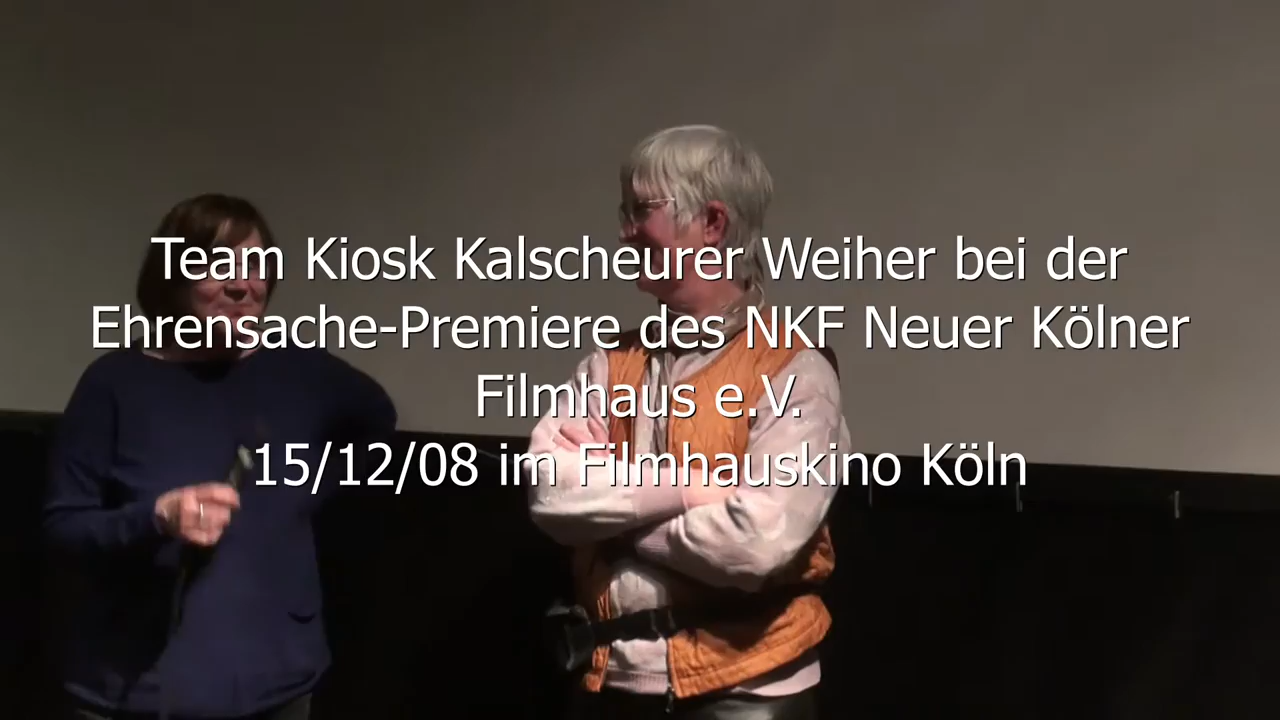 Team Kiosk Kalscheurer Weiher bei der
Ehrensache-Premiere des NKF Neuer Kölner
Filmhaus e.V.
15/12/08 im Filmhauskino Köln